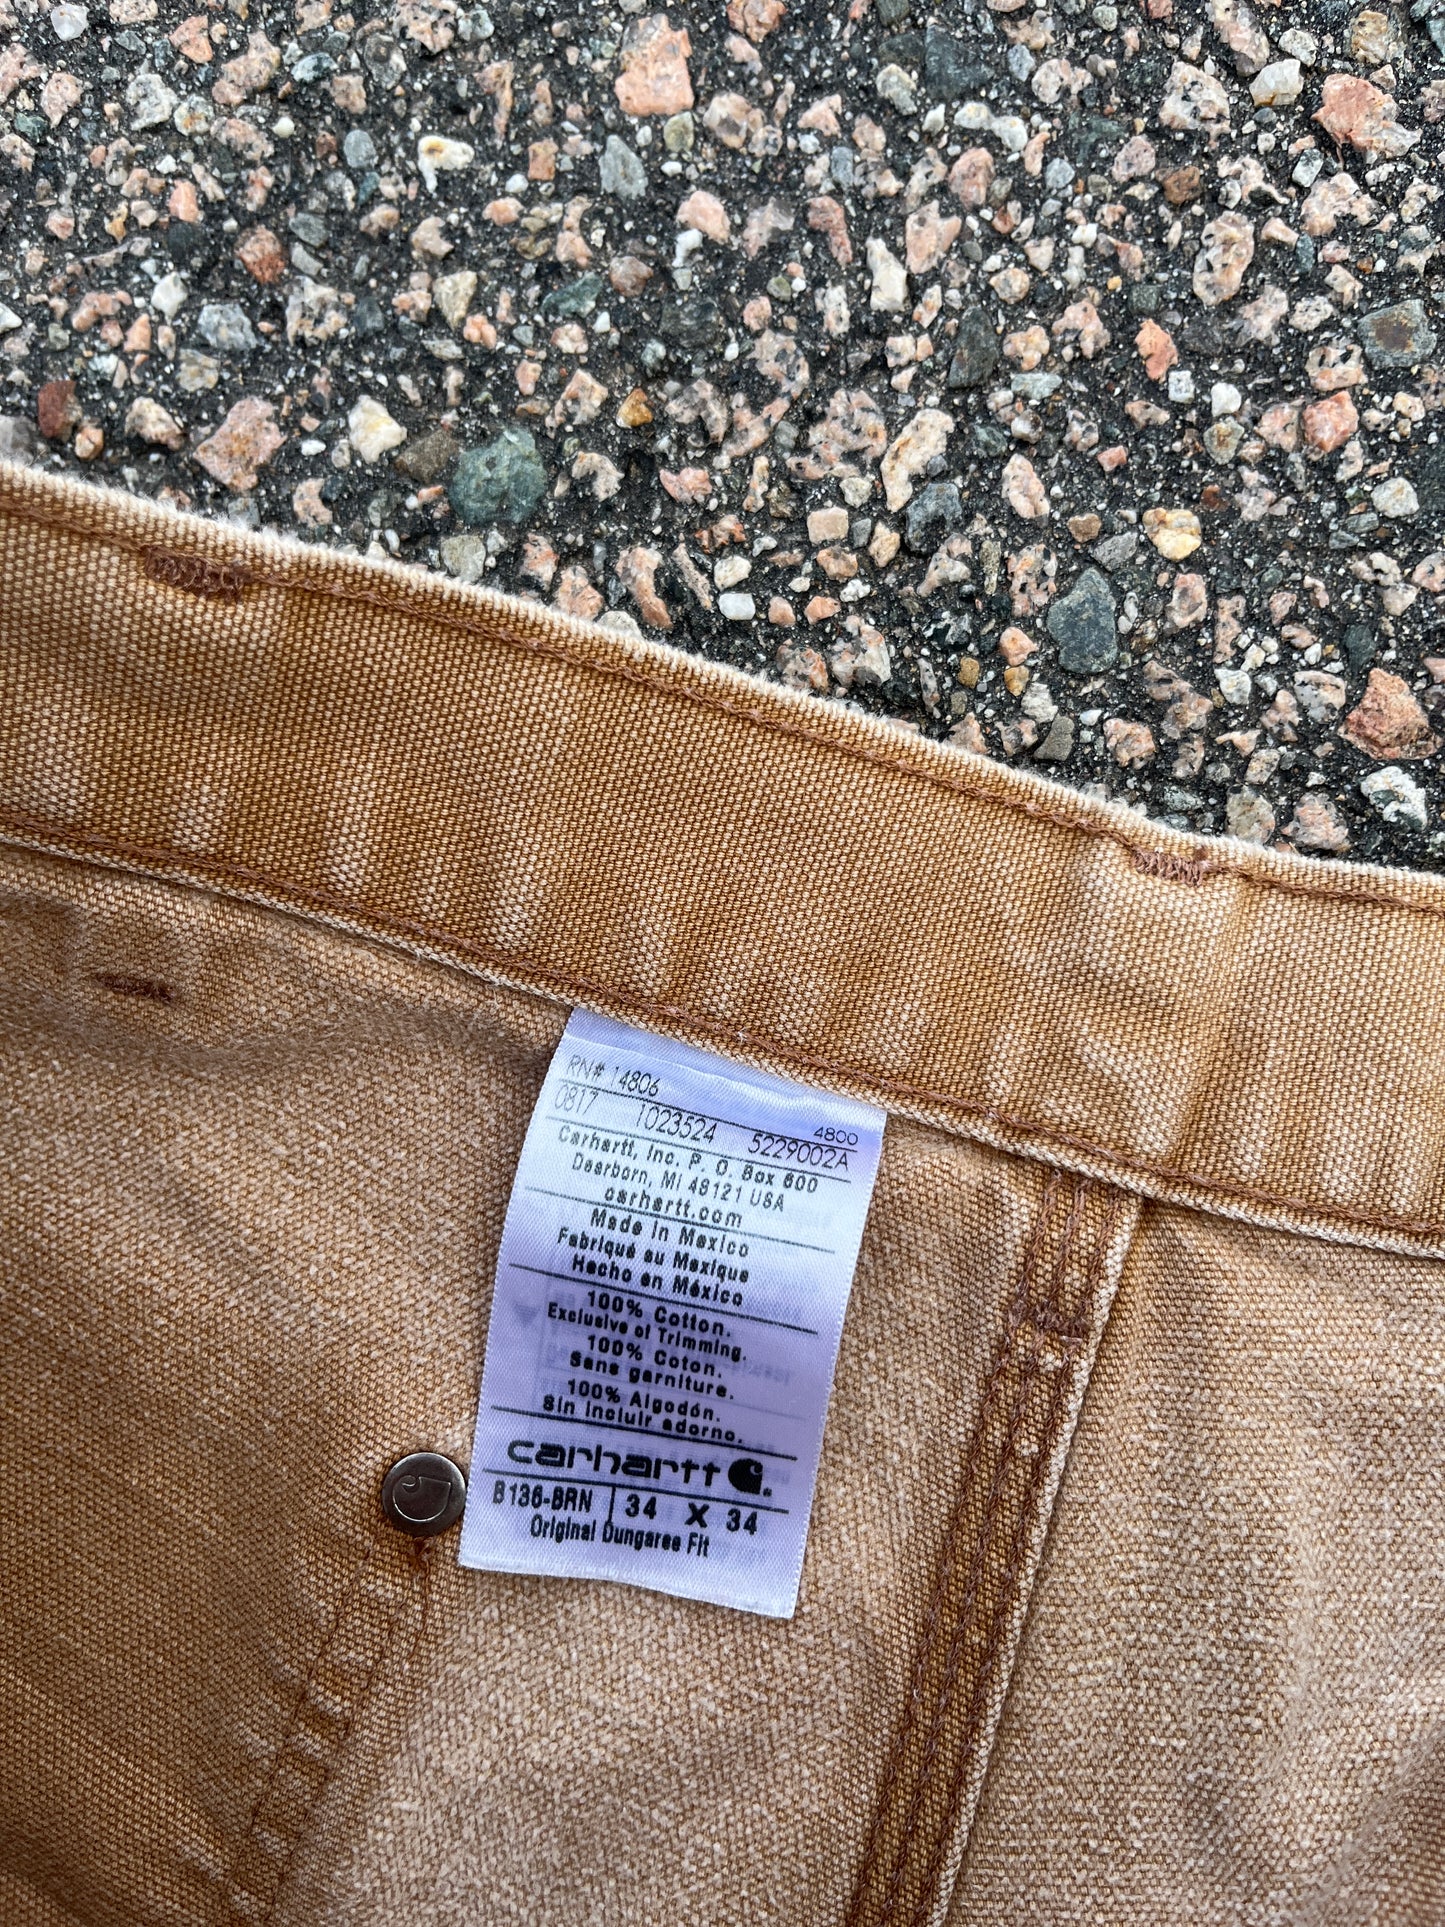 RN# 14806
4800
0817 1023524 5229002A
Carhartt, Inc. P. O. Box 600
Dearborn, MI 48121 USA
carhartt.com
Made in Mexico
Fabriqué au Mexique
Hecho en México
100% Cotton.
Exclusive of Trimming.
100% Coton.
Sans garniture.
100% Algodón.
Sin incluir adorno.
carhartt
B136-BRN 34 X 34
Original Dungaree Fit